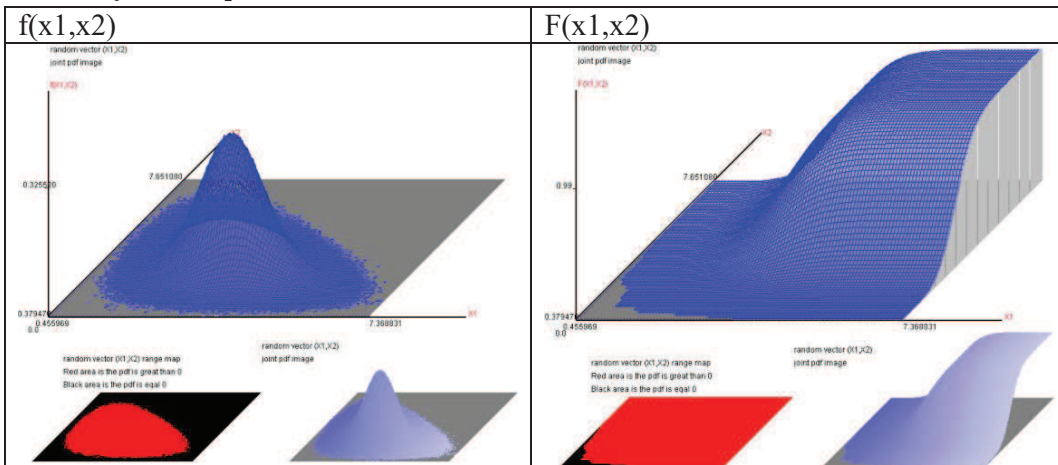 f(x1,x2)
random vector (X1,X2)
joint pdf image
f(X1,X2)
X2
7.651080
0.325520
0.37947
0.455969
0.0
7.368831
X1
random vector (X1,X2) range map
Red area is the pdf is great than 0
Black area is the pdf is eqal 0
random vector (X1,X2)
joint pdf image
F(x1,x2)
random vector (X1,X2)
joint pdf image
F(X1,X2)
X2
7.651080
0.99
0.37947
0.455969
0.0
7.368831
X1
random vector (X1,X2) range map
Red area is the pdf is great than 0
Black area is the pdf is eqal 0
random vector (X1,X2)
joint pdf image